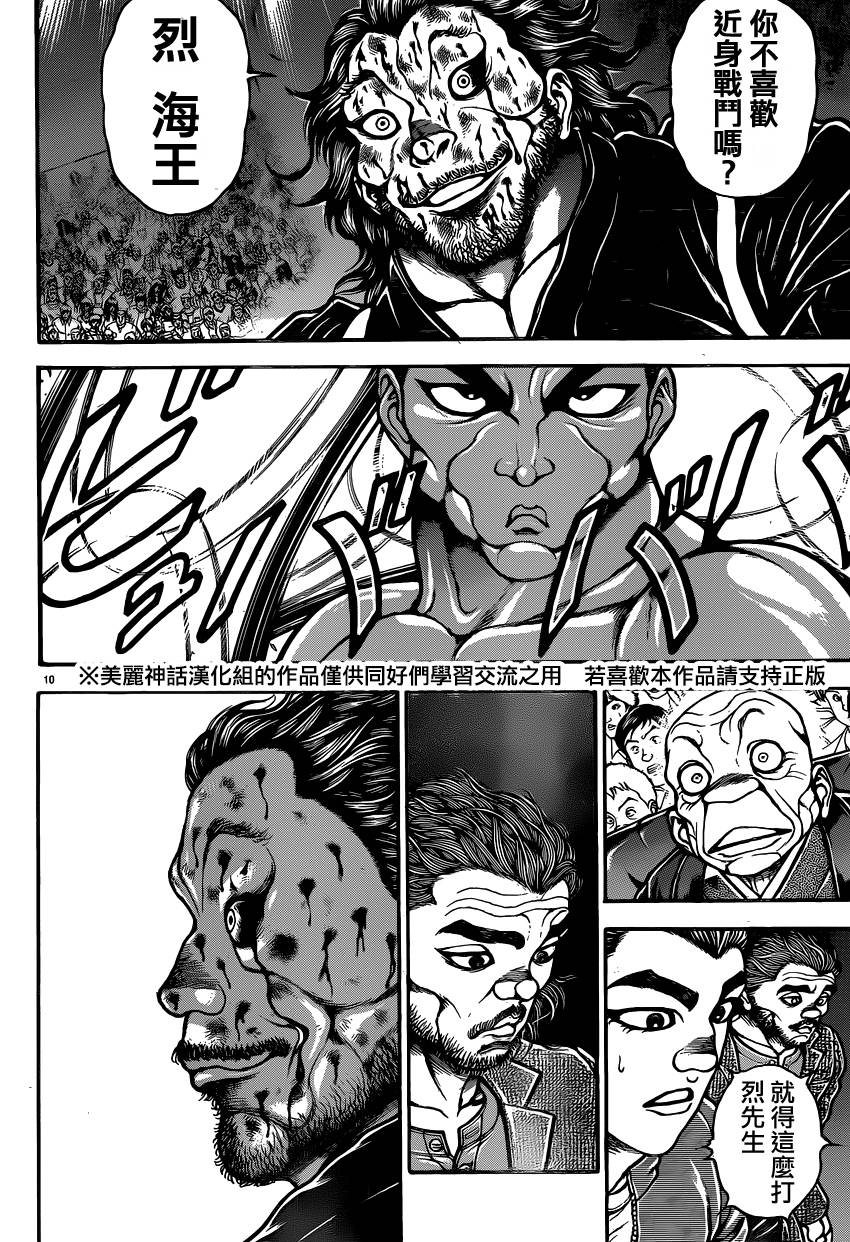 你不喜歡
近身戰鬥嗎？
烈 海王
10
※美麗神話漢化組的作品僅供同好們學習交流之用 若喜歡本作品請支持正版
就得這麼打
烈先生